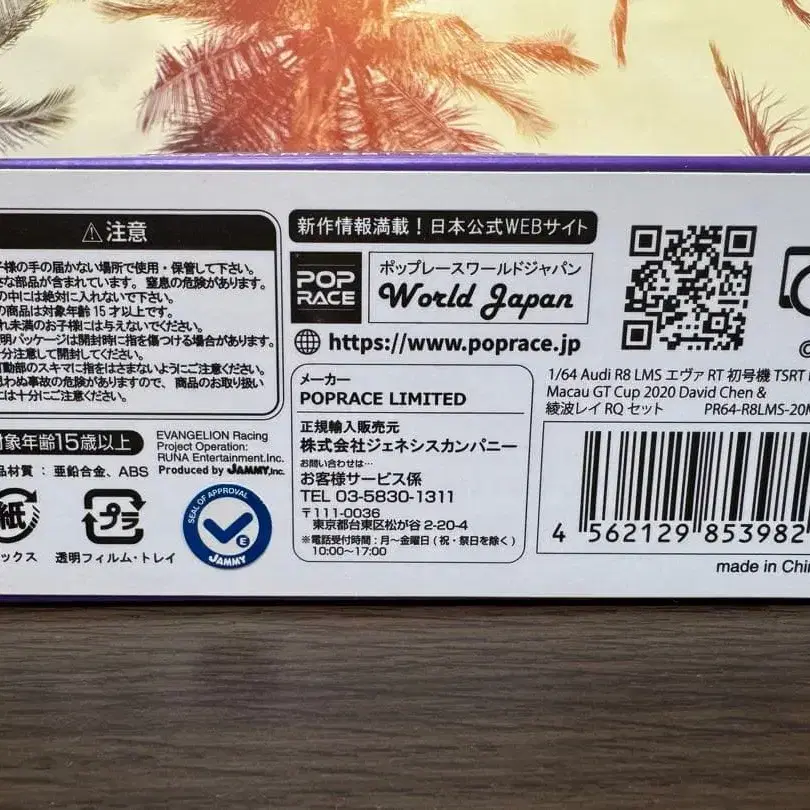 ⚠注意
子様の手の届かない場所で使用・保管して下さい。
さな部品が含まれています。窒息の危険があります。
の中には絶対に入れないで下さい。
の商品は対象年齢15才以上です。
れ未満のお子様には与えないでください。
明パッケージは開封時に指を傷つける場合があります。
十分注意して開封してください。
可動部のスキマに指をはさまないようにご注意ください。
思わぬ事故の危険がありますので、商品のお取り扱い
には十分にご注意ください。
対象年齢15歳以上
EVANGELION Racing
Project Operation:
RUNA Entertainment.Inc.
Produced by JAMMY,Inc.
品材質：亜鉛合金、ABS
紙
ックス
プラ
透明フィルム・トレイ
SEAL OF APPROVAL
E
JAMMY
新作情報満載！日本公式WEBサイト
POP
RACE
ポップレースワールドジャパン
World Japan
https://www.poprace.jp
メーカー
POPRACE LIMITED
正規輸入販売元
株式会社ジェネシスカンパニー
お問い合わせは…
お客様サービス係
TEL 03-5830-1311
〒111-0036
東京都台東区松が谷 2-20-4
※電話受付時間：月～金曜日（祝・祭日を除く）
10:00～17:00
1/64 Audi R8 LMS エヴァ RT 初号機 TSRT
Macau GT Cup 2020 David Chen &
綾波レイ RQ セット PR64-R8LMS-20M
4 562129 853982
made in Chin